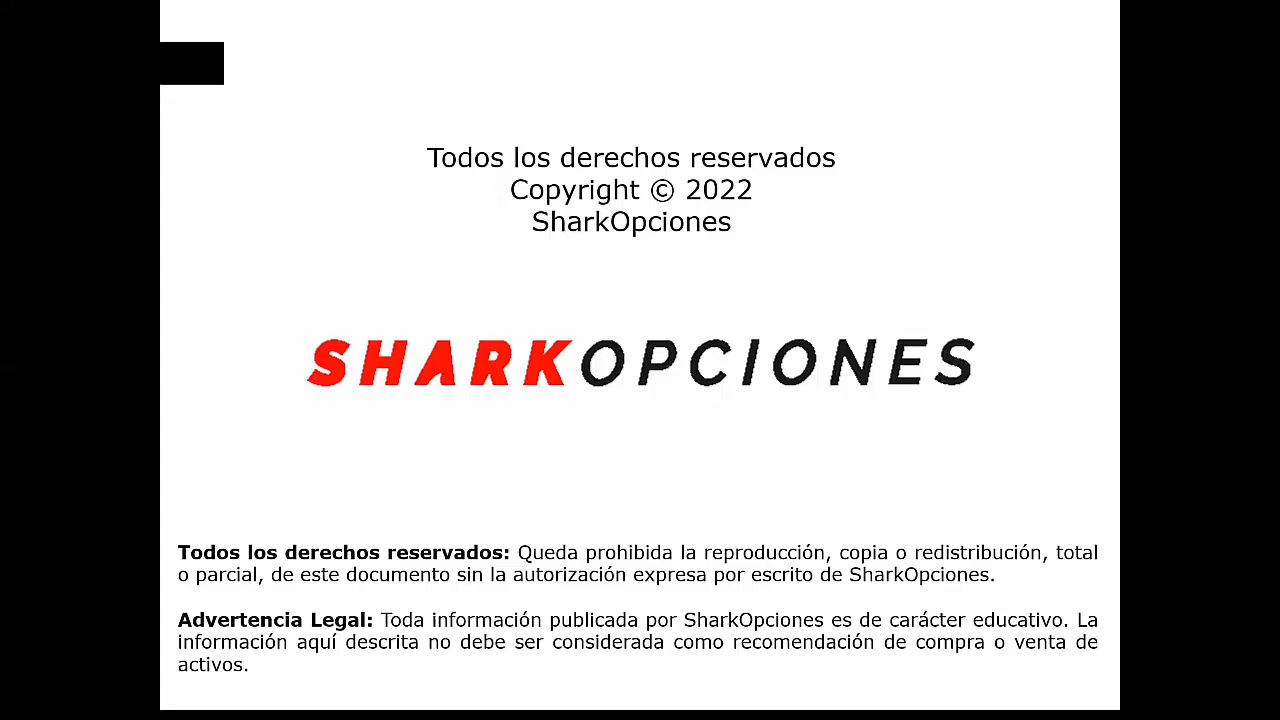 Todos los derechos reservados
Copyright © 2022
SharkOpciones
SHARKOPCIONES
Todos los derechos reservados: Queda prohibida la reproducción, copia o redistribución, total
o parcial, de este documento sin la autorización expresa por escrito de SharkOpciones.
Advertencia Legal: Toda información publicada por SharkOpciones es de carácter educativo. La
información aquí descrita no debe ser considerada como recomendación de compra o venta de
activos.